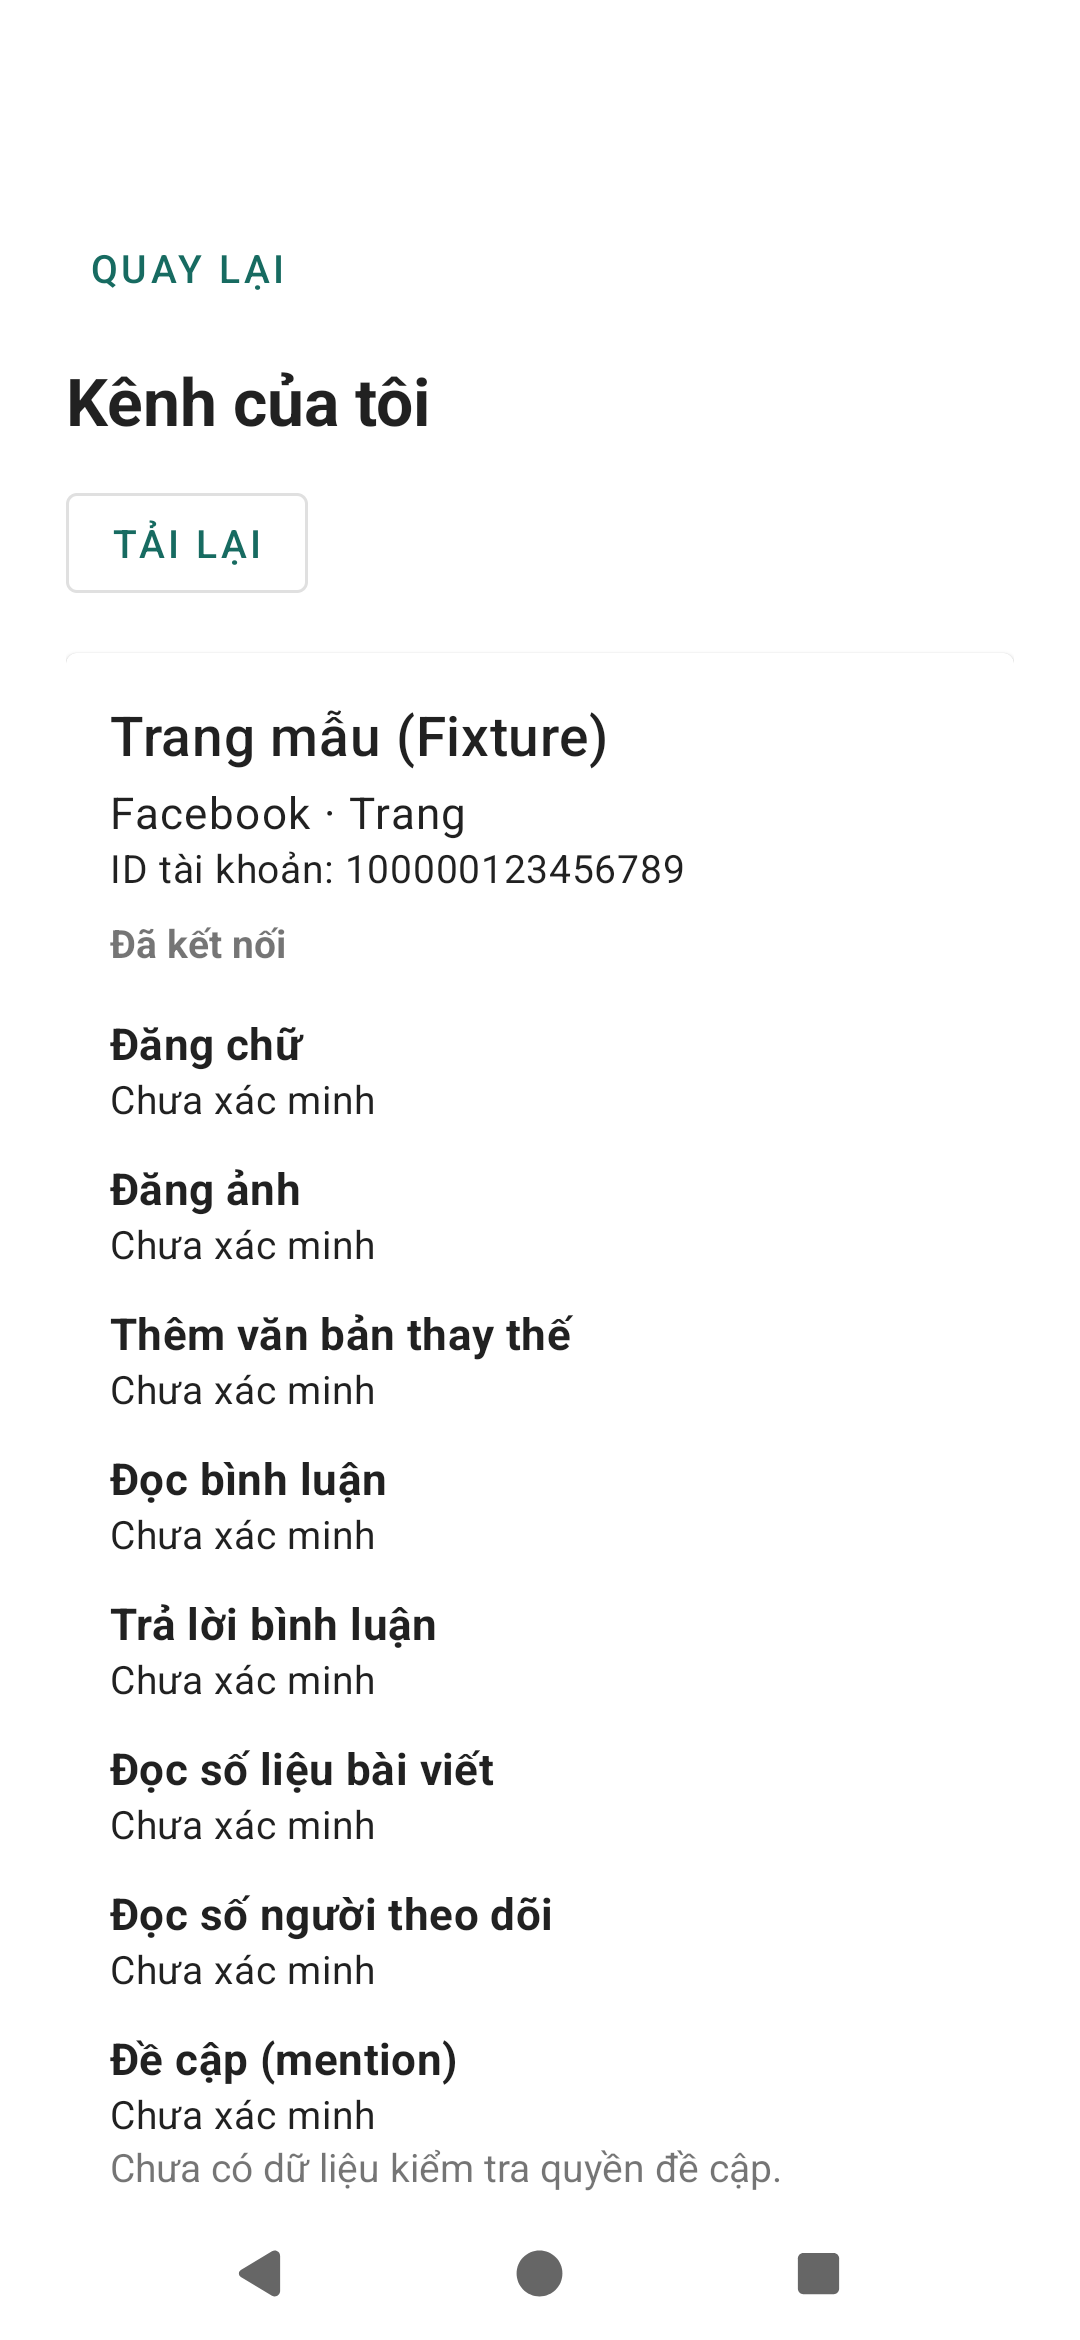 QUAY LẠI
Kênh của tôi
TẢI LẠI
Trang mẫu (Fixture)
Facebook · Trang
ID tài khoản: 100000123456789
Đã kết nối
Đăng chữ
Chưa xác minh
Đăng ảnh
Chưa xác minh
Thêm văn bản thay thế
Chưa xác minh
Đọc bình luận
Chưa xác minh
Trả lời bình luận
Chưa xác minh
Đọc số liệu bài viết
Chưa xác minh
Đọc số người theo dõi
Chưa xác minh
Đề cập (mention)
Chưa xác minh
Chưa có dữ liệu kiểm tra quyền đề cập.